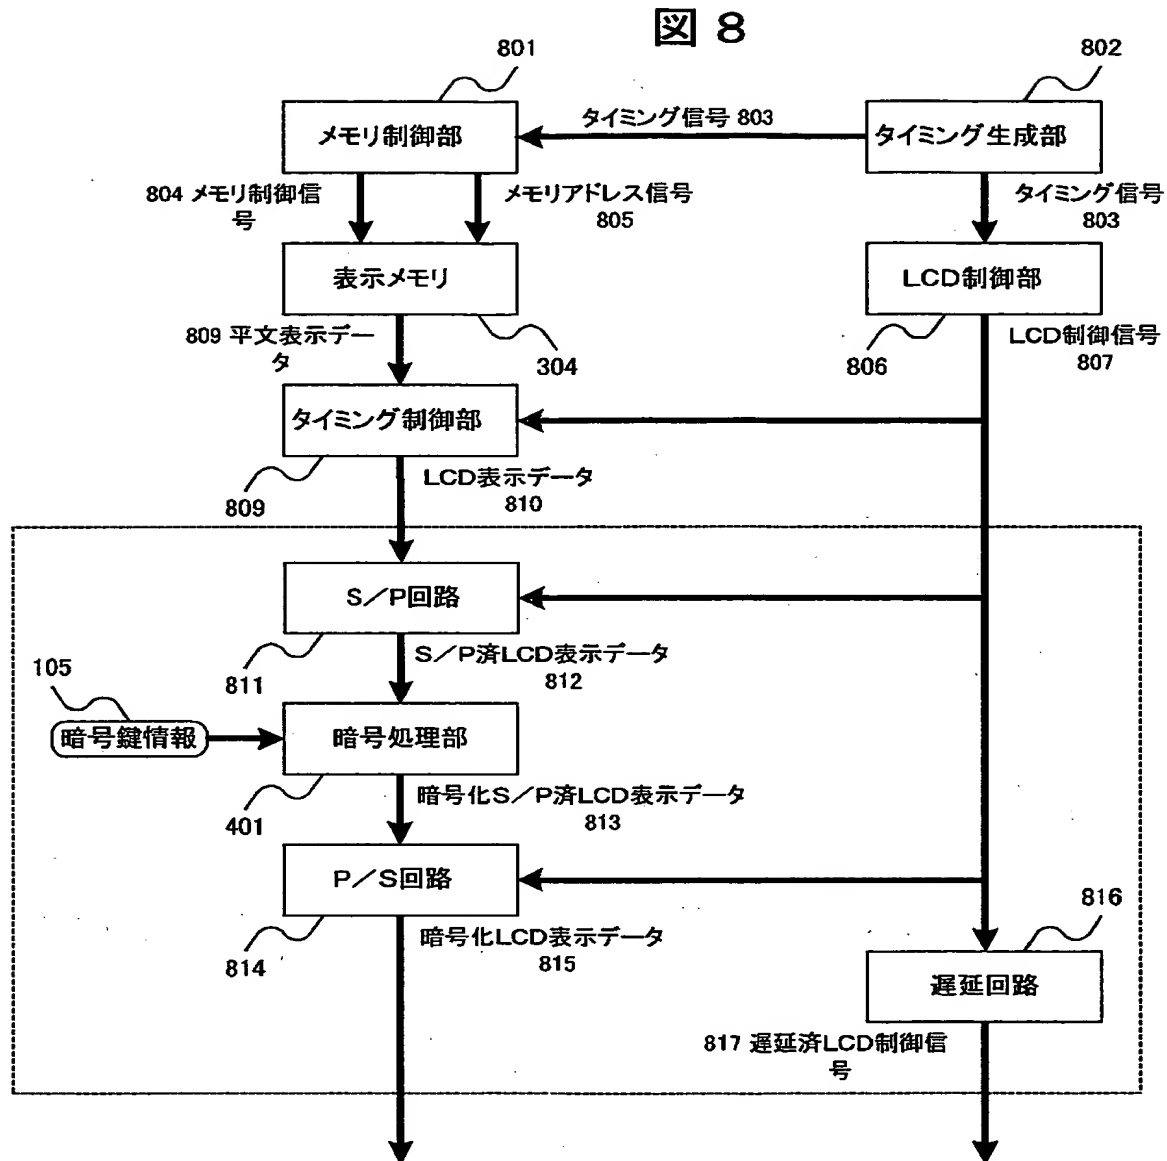 図 8
801
802
メモリ制御部
タイミング信号 803
タイミング生成部
804 メモリ制御信
号
メモリアドレス信号
805
タイミング信号
803
表示メモリ
LCD制御部
809 平文表示デー
タ
304
806
LCD制御信号
807
タイミング制御部
809
LCD表示データ
810
S/P回路
811
S/P済LCD表示データ
812
105
暗号鍵情報
暗号処理部
401
暗号化S/P済LCD表示データ
813
P/S回路
814
暗号化LCD表示データ
815
816
遅延回路
817 遅延済LCD制御信
号